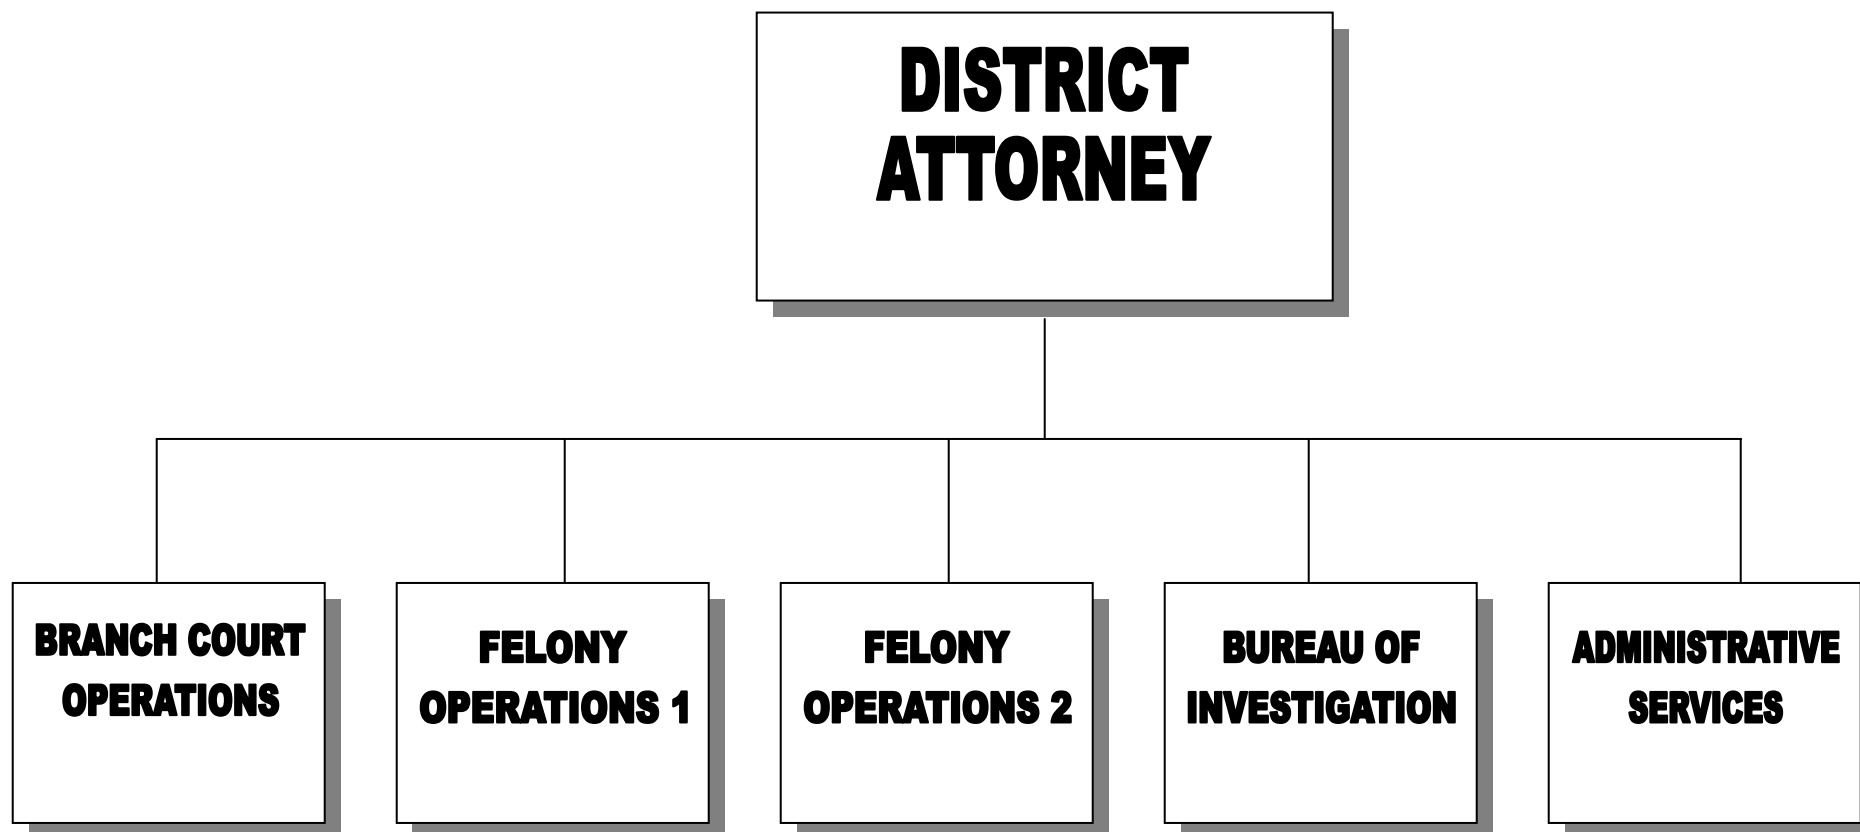 DISTRICT
ATTORNEY
BRANCH COURT
OPERATIONS
FELONY
OPERATIONS 1
FELONY
OPERATIONS 2
BUREAU OF
INVESTIGATION
ADMINISTRATIVE
SERVICES